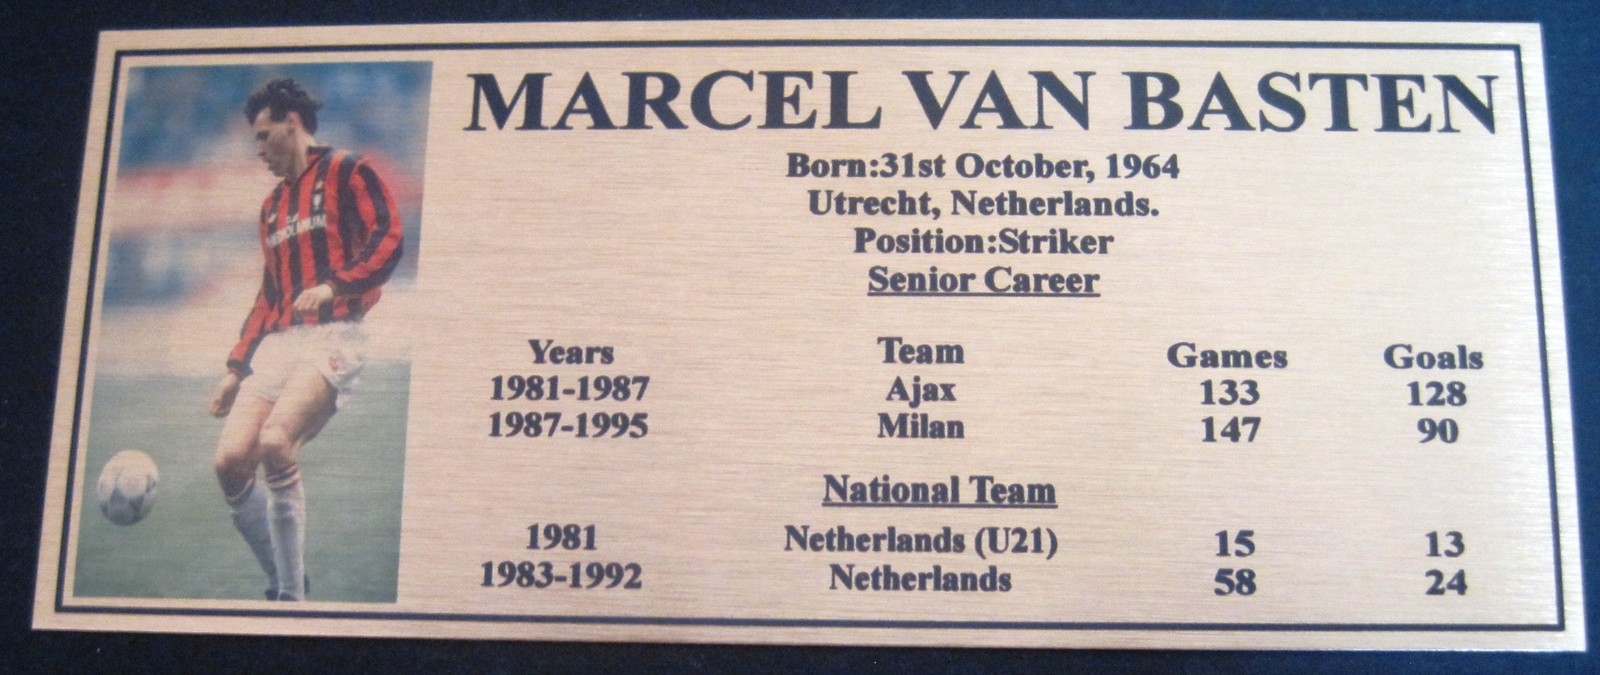 MARCEL VAN BASTEN
Born:31st October, 1964
Utrecht, Netherlands.
Position:Striker
Senior Career
Years Team Games Goals
1981-1987 Ajax 133 128
1987-1995 Milan 147 90
National Team
1981 Netherlands (U21) 15 13
1983-1992 Netherlands 58 24
MEDIOLANUM